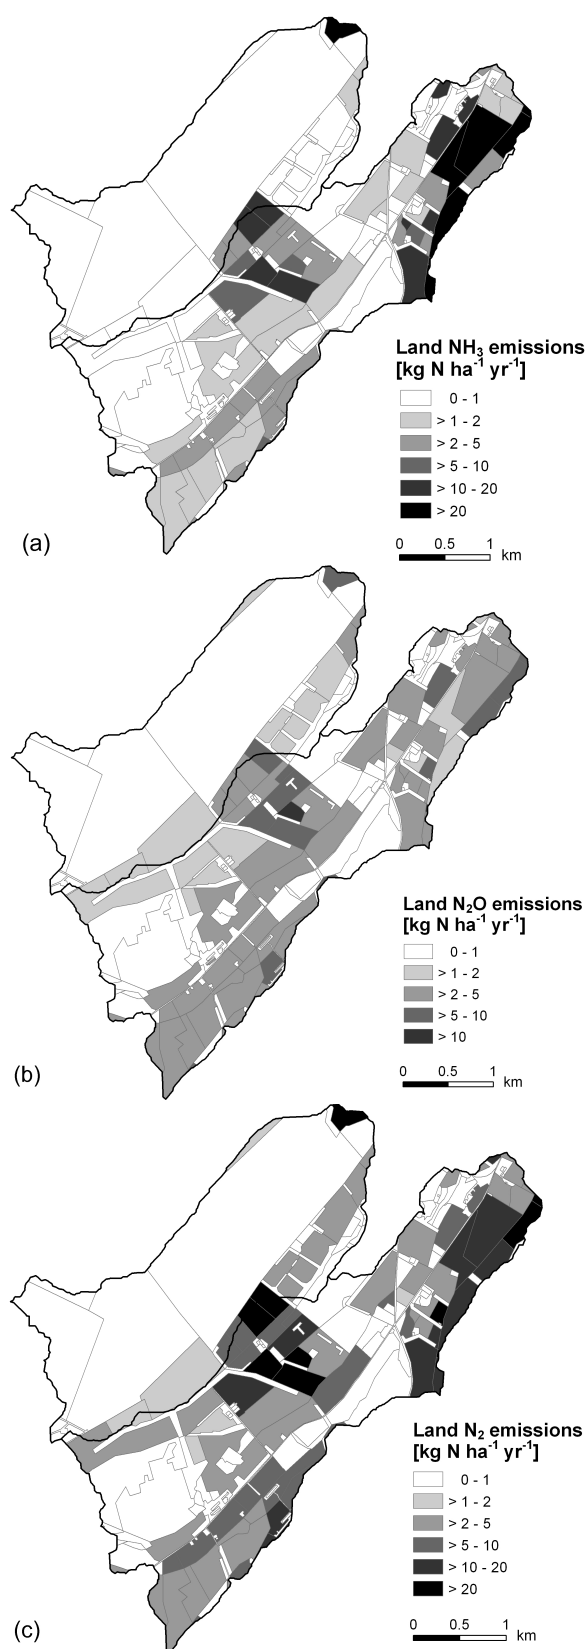 Land NH₃ emissions
[kg N ha⁻¹ yr⁻¹]
0 - 1
> 1 - 2
> 2 - 5
> 5 - 10
> 10 - 20
> 20
(a)
0 0.5 1
km
Land N₂O emissions
[kg N ha⁻¹ yr⁻¹]
0 - 1
> 1 - 2
> 2 - 5
> 5 - 10
> 10
(b)
0 0.5 1
km
Land N₂ emissions
[kg N ha⁻¹ yr⁻¹]
0 - 1
> 1 - 2
> 2 - 5
> 5 - 10
> 10 - 20
> 20
(c)
0 0.5 1 km